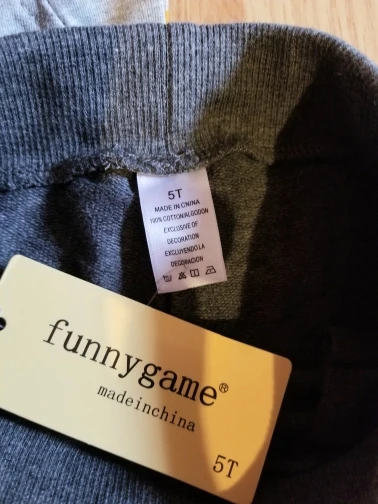 5T
MADE IN CHINA
100% COTTON/ALGODON
EXCLUSIVE OF
DECORATION
EXCLUYENDO LA
DECORACION
funnygame®
madeinchina
5T